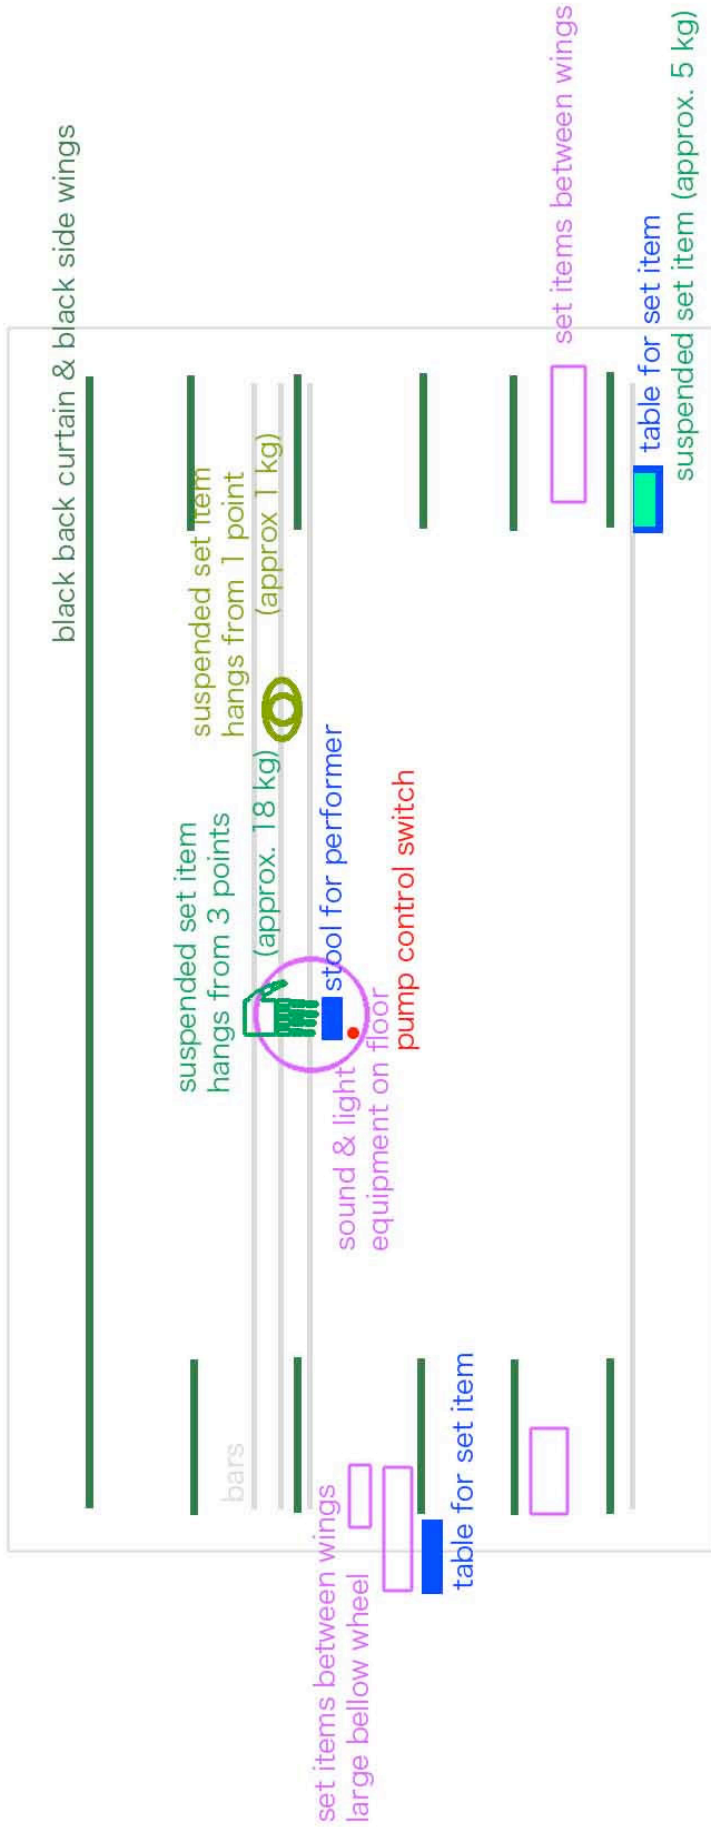 black back curtain & black side wings
suspended set item
hangs from 3 points
(approx. 18 kg)
suspended set item
hangs from 1 point
(approx 1 kg)
bars
stool for performer
sound & light
equipment on floor
pump control switch
set items between wings
large bellow wheel
table for set item
set items between wings
table for set item
suspended set item (approx. 5 kg)